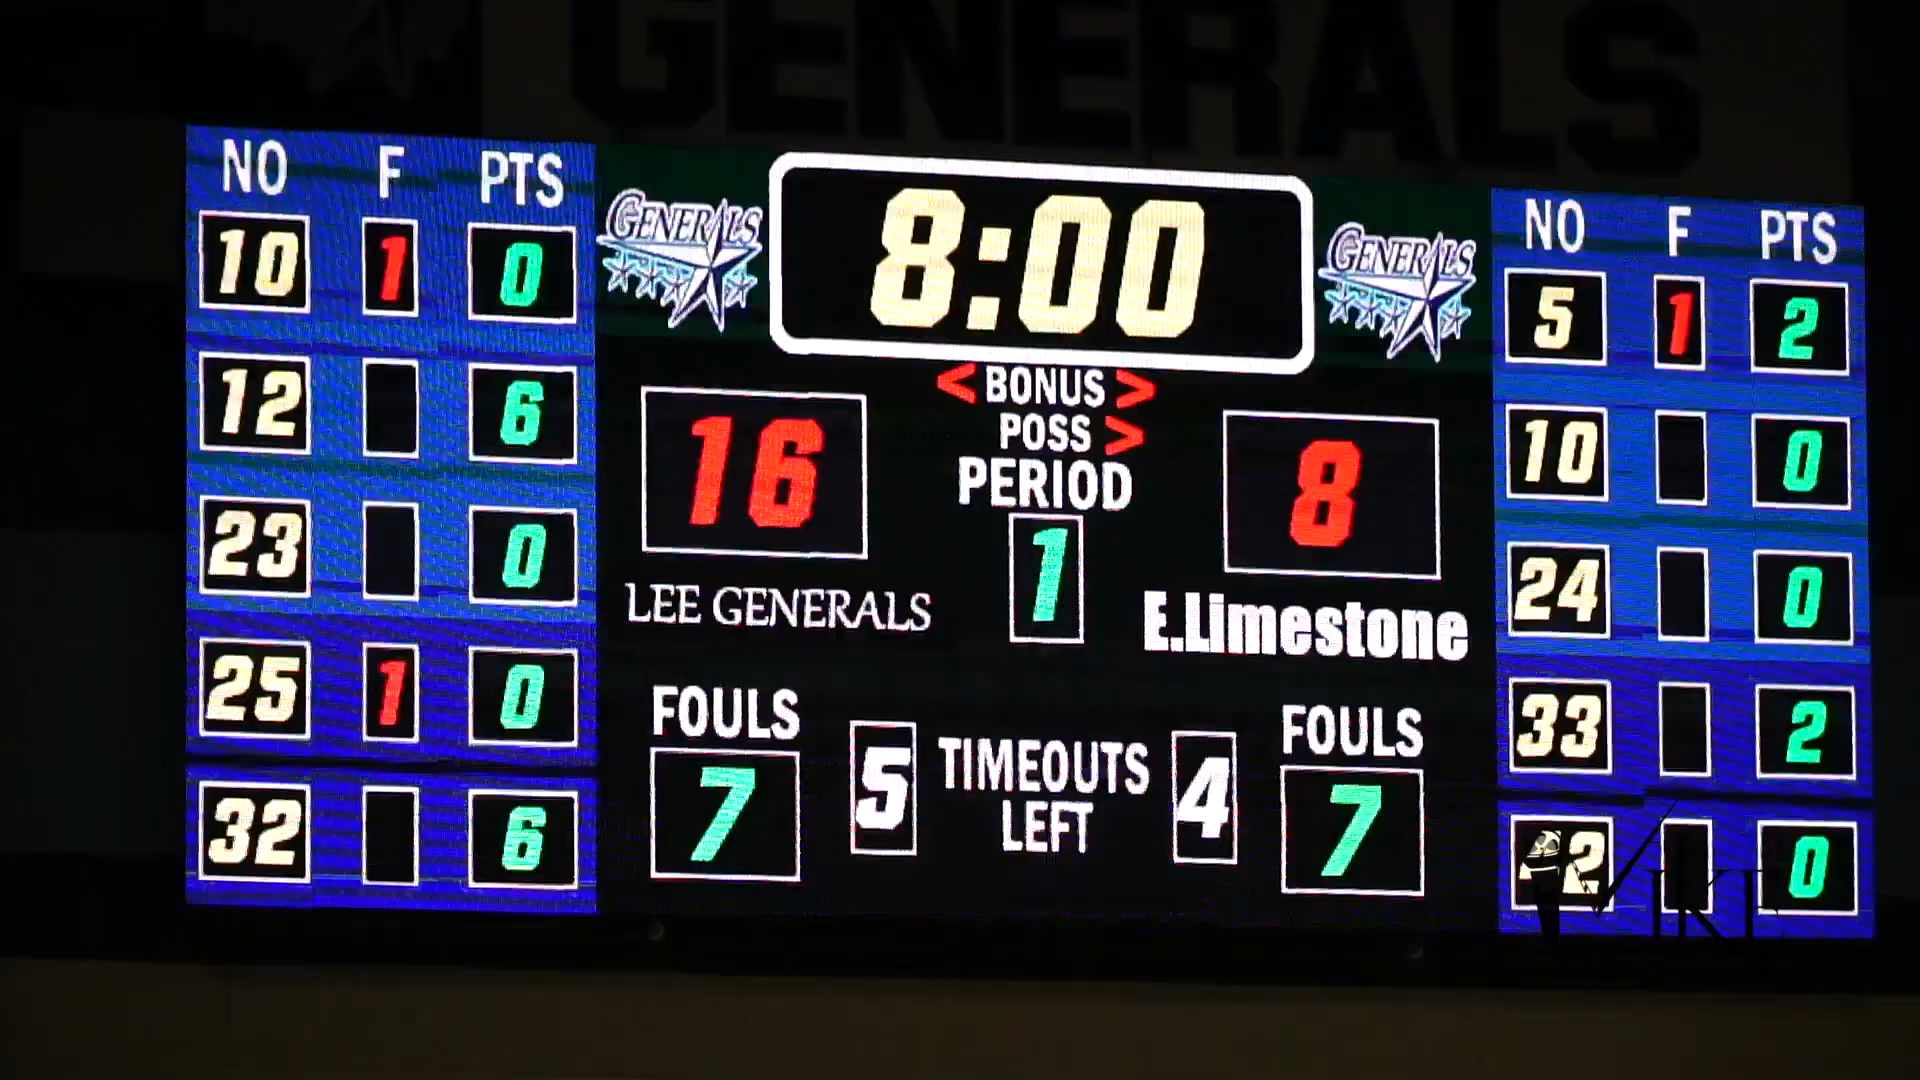 GENERALS
NO F PTS
10 1 0
12 6
23 0
25 1 0
32 6
GENERALS
8:00
GENERALS
< BONUS >
POSS >
PERIOD
1
16
LEE GENERALS
8
E.Limestone
FOULS
7
5
TIMEOUTS
LEFT
4
FOULS
7
NO F PTS
5 1 2
10 0
24 0
33 2
0
VIKE